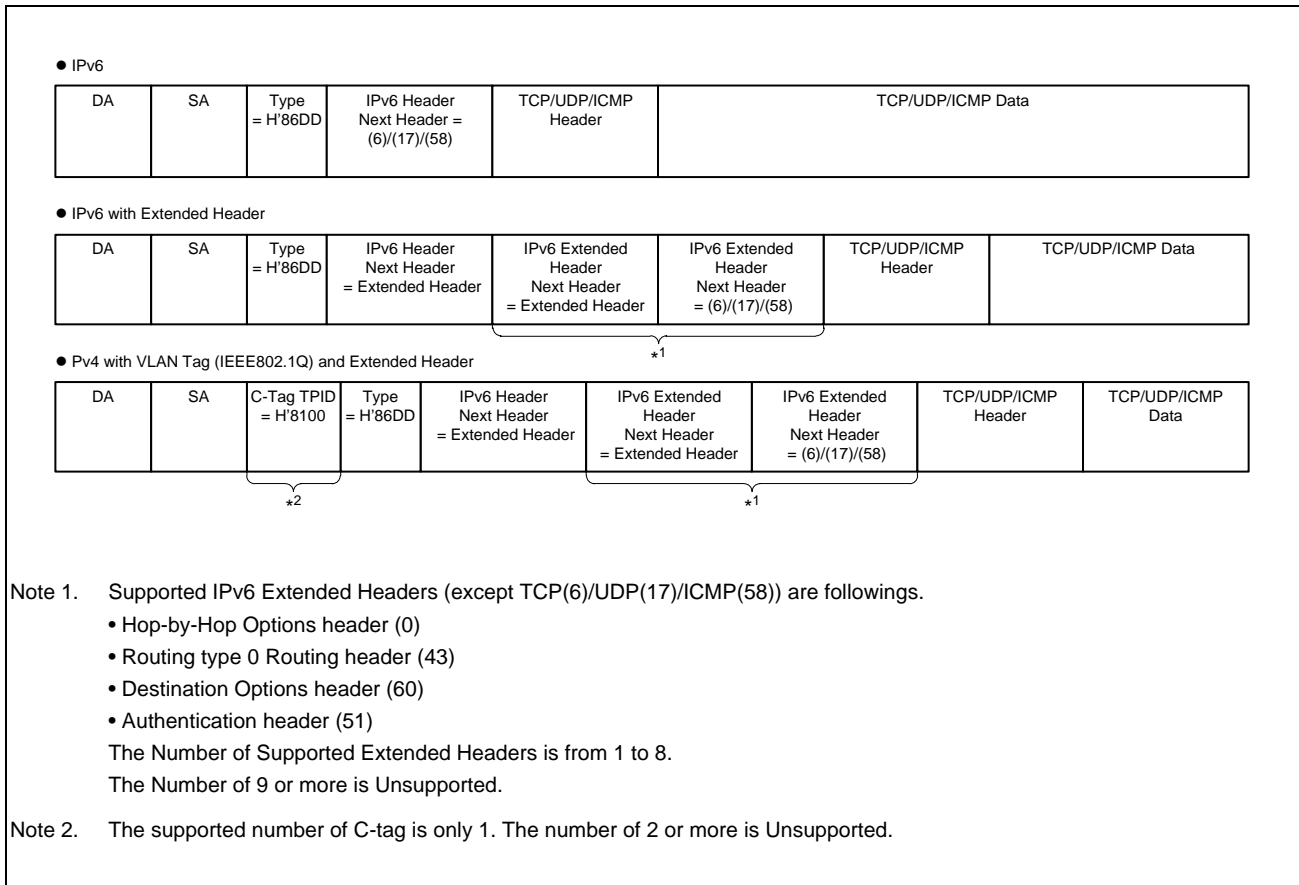 ● IPv6
DA
SA
Type
= H'86DD
IPv6 Header
Next Header =
(6)/(17)/(58)
TCP/UDP/ICMP
Header
TCP/UDP/ICMP Data
● IPv6 with Extended Header
DA
SA
Type
= H'86DD
IPv6 Header
Next Header
= Extended Header
IPv6 Extended
Header
Next Header
= Extended Header
IPv6 Extended
Header
Next Header
= (6)/(17)/(58)
TCP/UDP/ICMP
Header
TCP/UDP/ICMP Data
*1
● Pv4 with VLAN Tag (IEEE802.1Q) and Extended Header
DA
SA
C-Tag TPID
= H'8100
Type
= H'86DD
IPv6 Header
Next Header
= Extended Header
IPv6 Extended
Header
Next Header
= Extended Header
IPv6 Extended
Header
Next Header
= (6)/(17)/(58)
TCP/UDP/ICMP
Header
TCP/UDP/ICMP
Data
*2
*1
Note 1. Supported IPv6 Extended Headers (except TCP(6)/UDP(17)/ICMP(58)) are followings.
• Hop-by-Hop Options header (0)
• Routing type 0 Routing header (43)
• Destination Options header (60)
• Authentication header (51)
The Number of Supported Extended Headers is from 1 to 8.
The Number of 9 or more is Unsupported.
Note 2. The supported number of C-tag is only 1. The number of 2 or more is Unsupported.